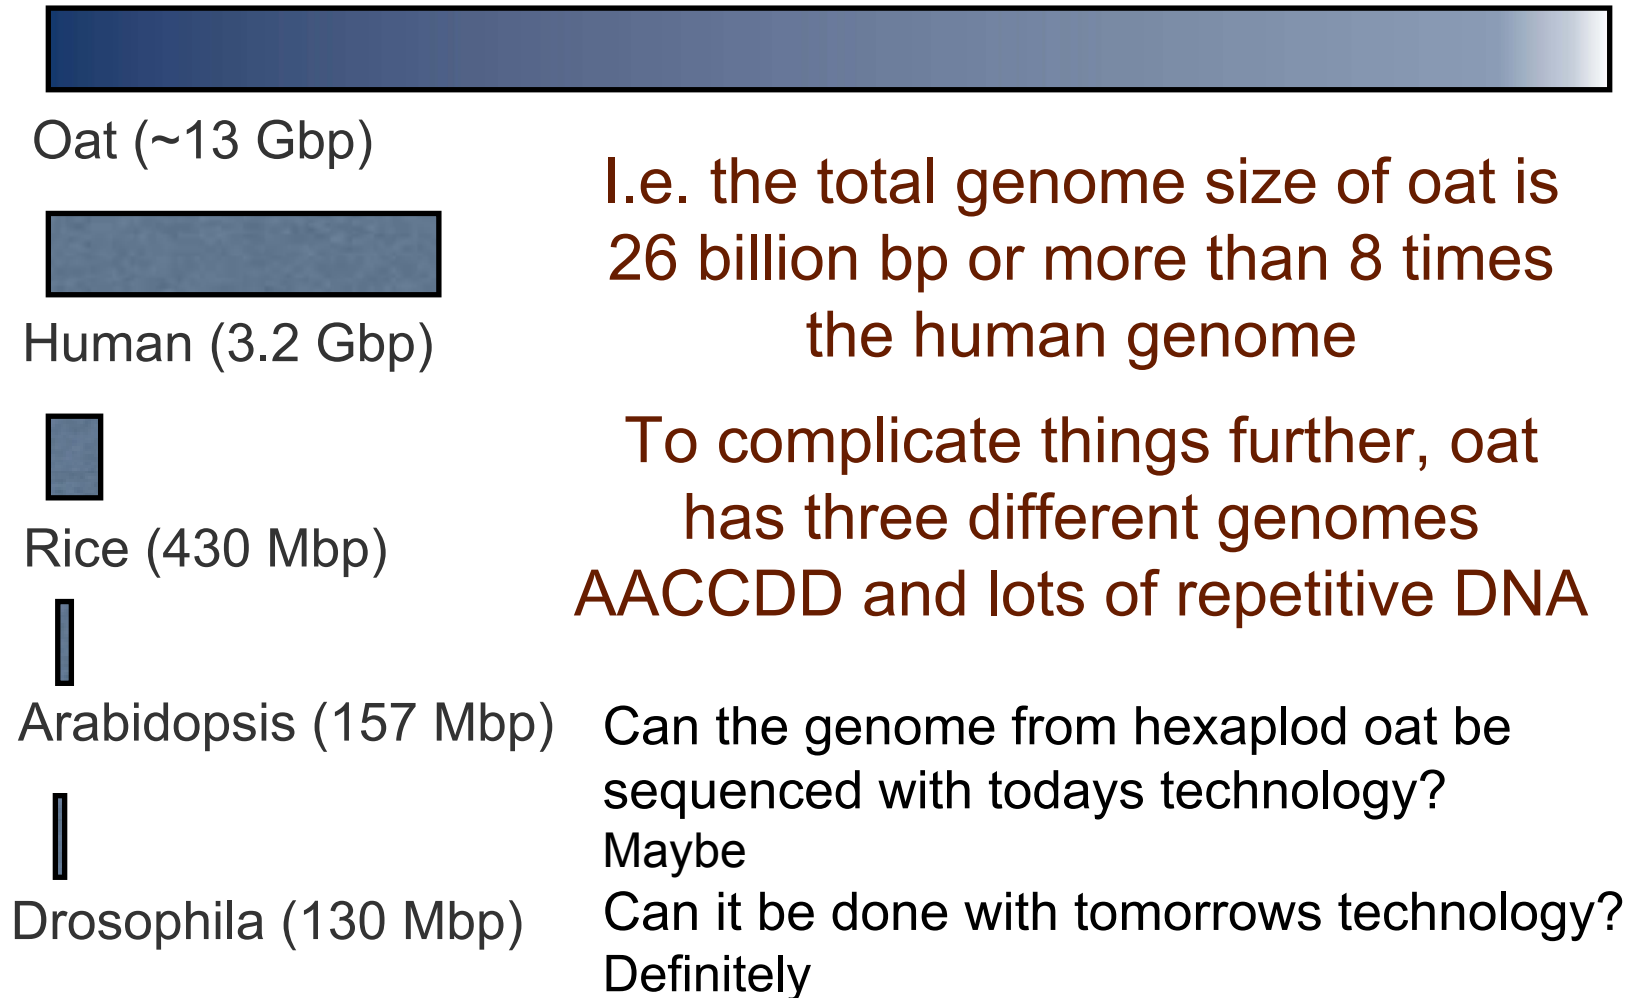 Oat (~13 Gbp)
I.e. the total genome size of oat is
26 billion bp or more than 8 times
the human genome
Human (3.2 Gbp)
To complicate things further, oat
has three different genomes
AACCDD and lots of repetitive DNA
Rice (430 Mbp)
Arabidopsis (157 Mbp)
Can the genome from hexaplod oat be
sequenced with todays technology?
Maybe
Can it be done with tomorrows technology?
Definitely
Drosophila (130 Mbp)